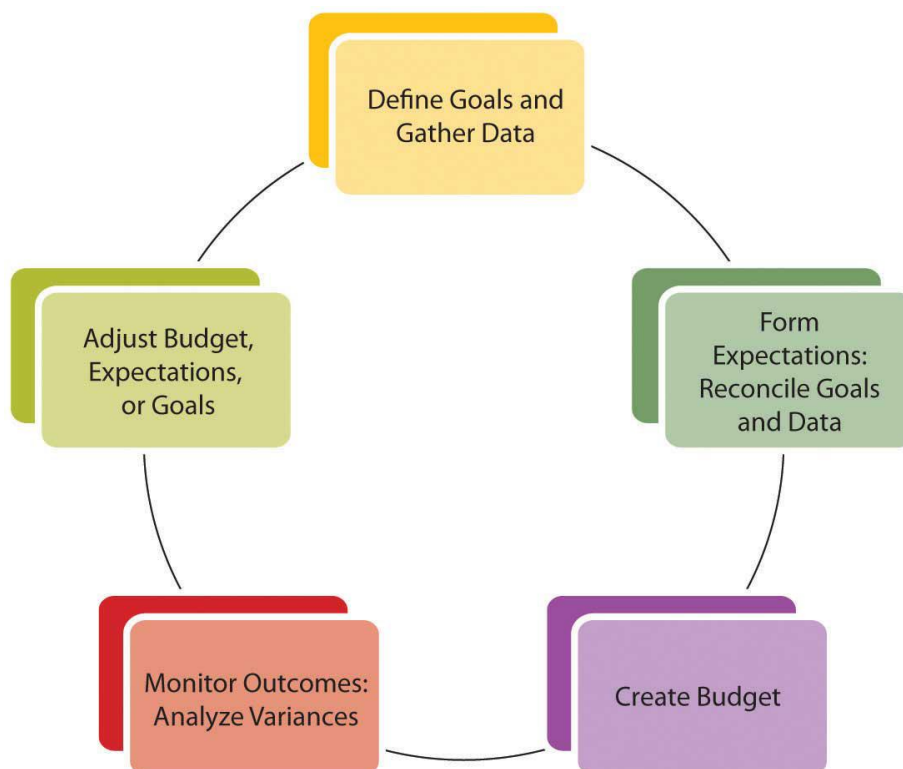 Define Goals and
Gather Data
Form
Expectations:
Reconcile Goals
and Data
Create Budget
Monitor Outcomes:
Analyze Variances
Adjust Budget,
Expectations,
or Goals